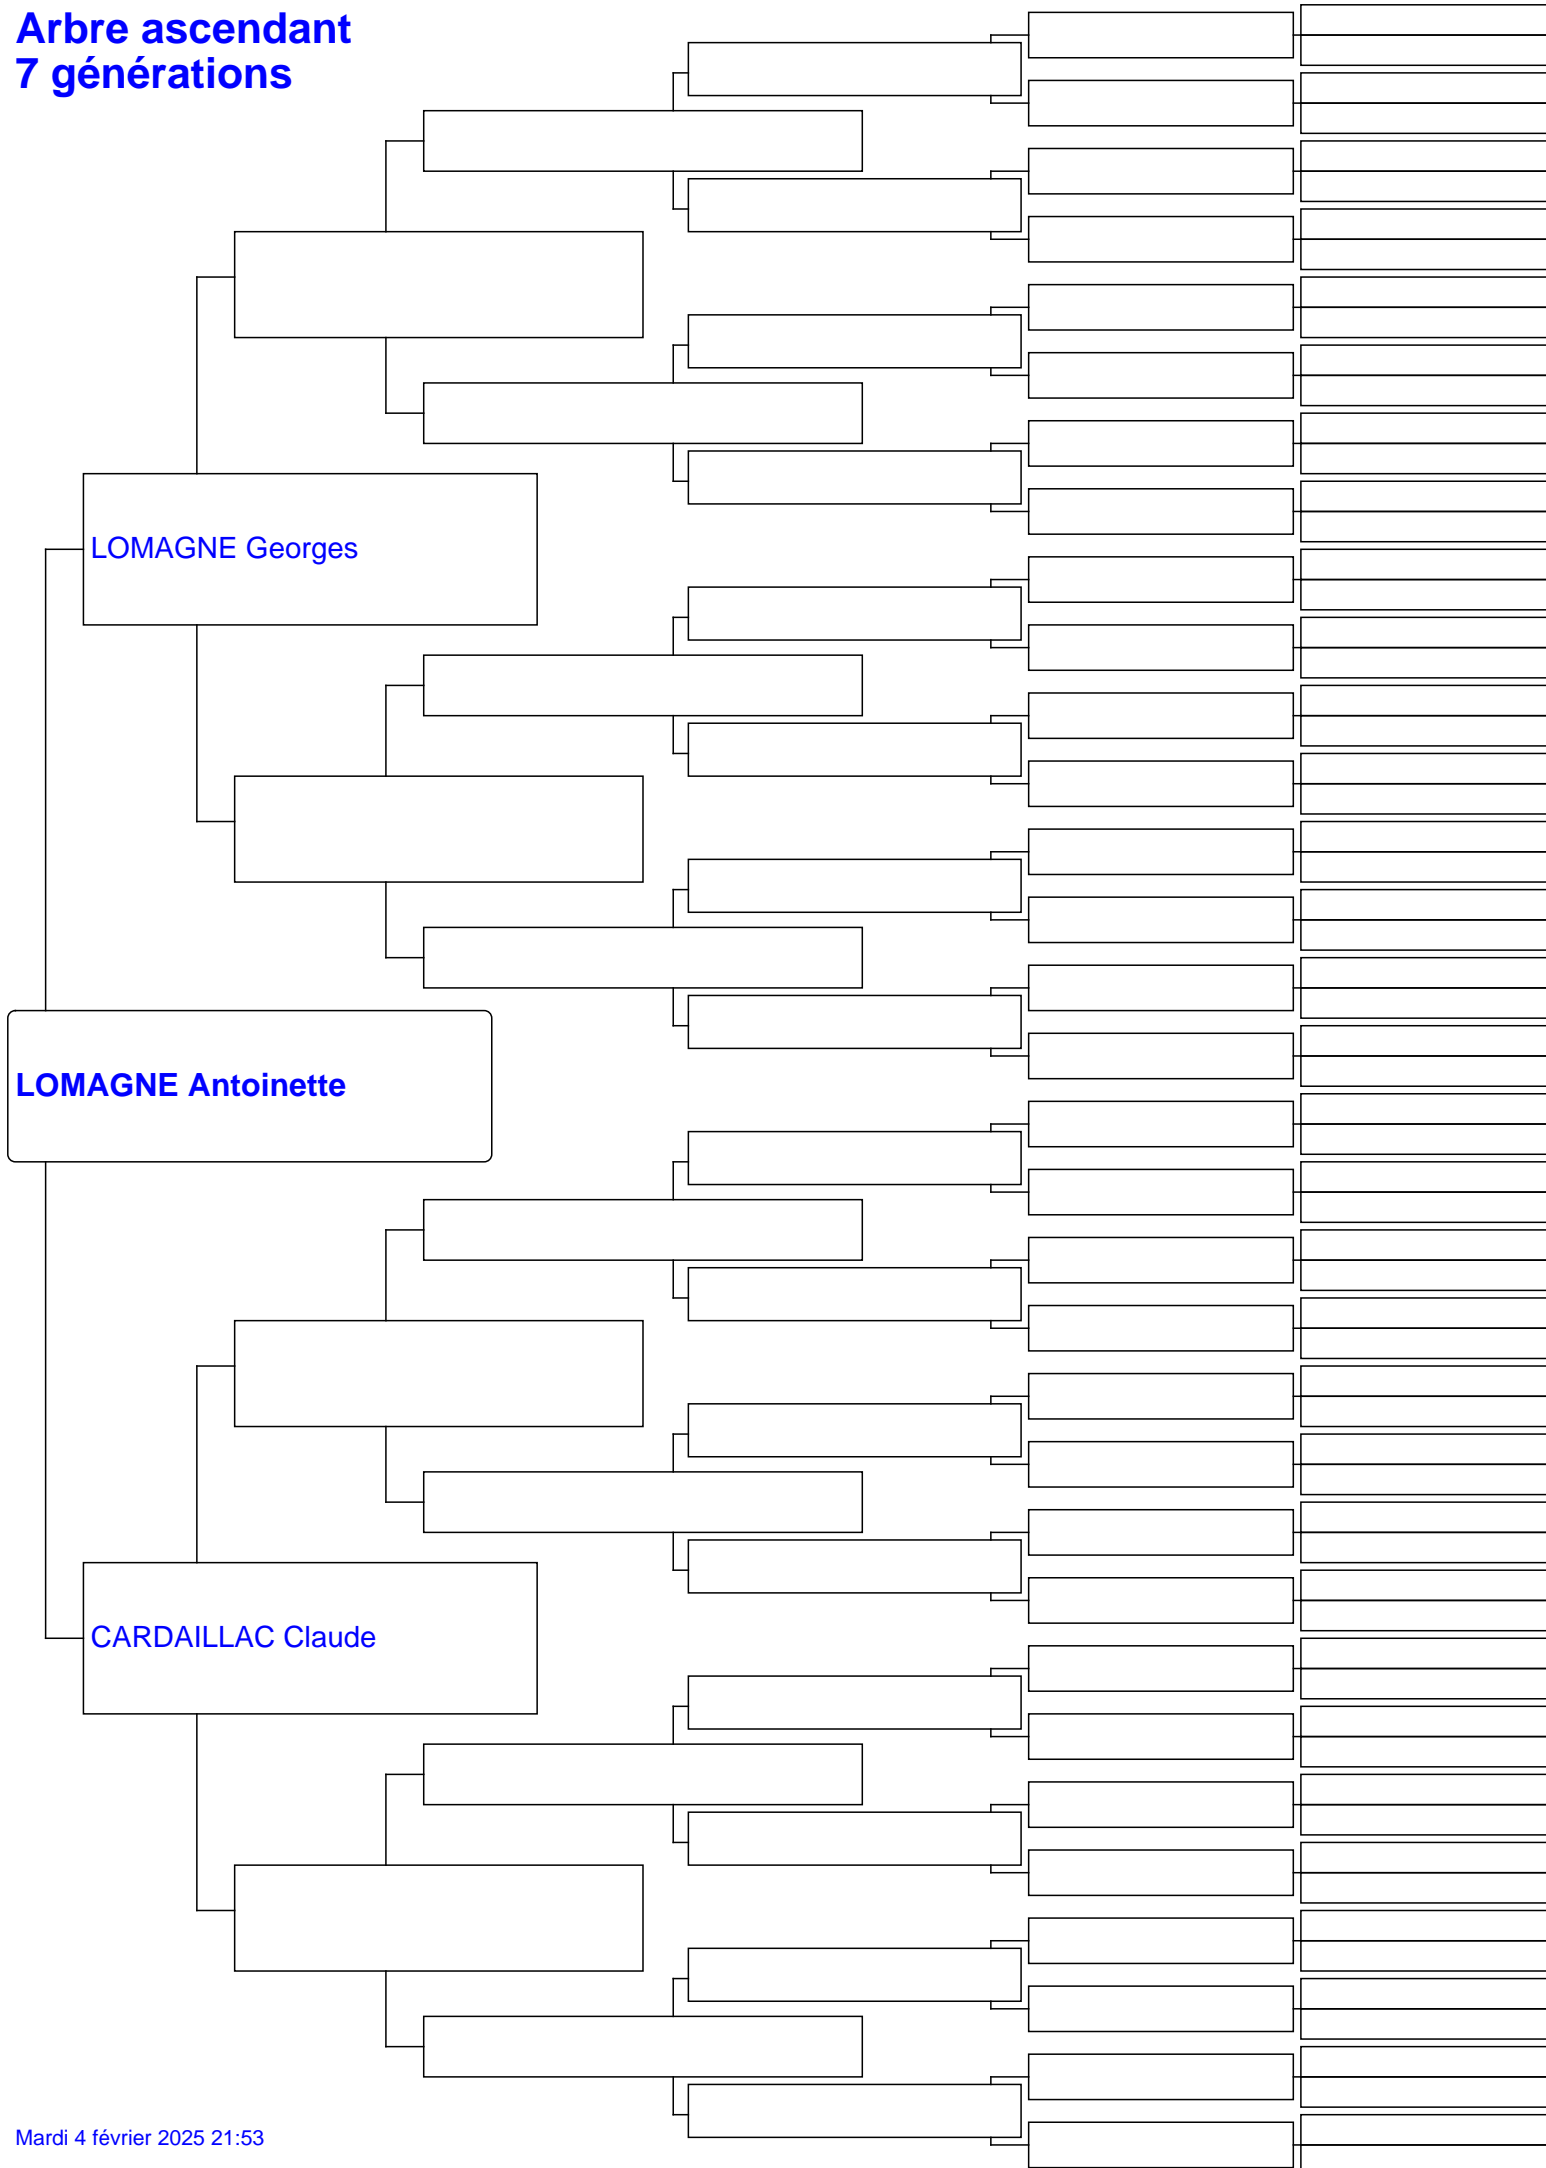 Arbre ascendant
7 générations
LOMAGNE Georges
LOMAGNE Antoinette
CARDAILLAC Claude
Mardi 4 février 2025 21:53